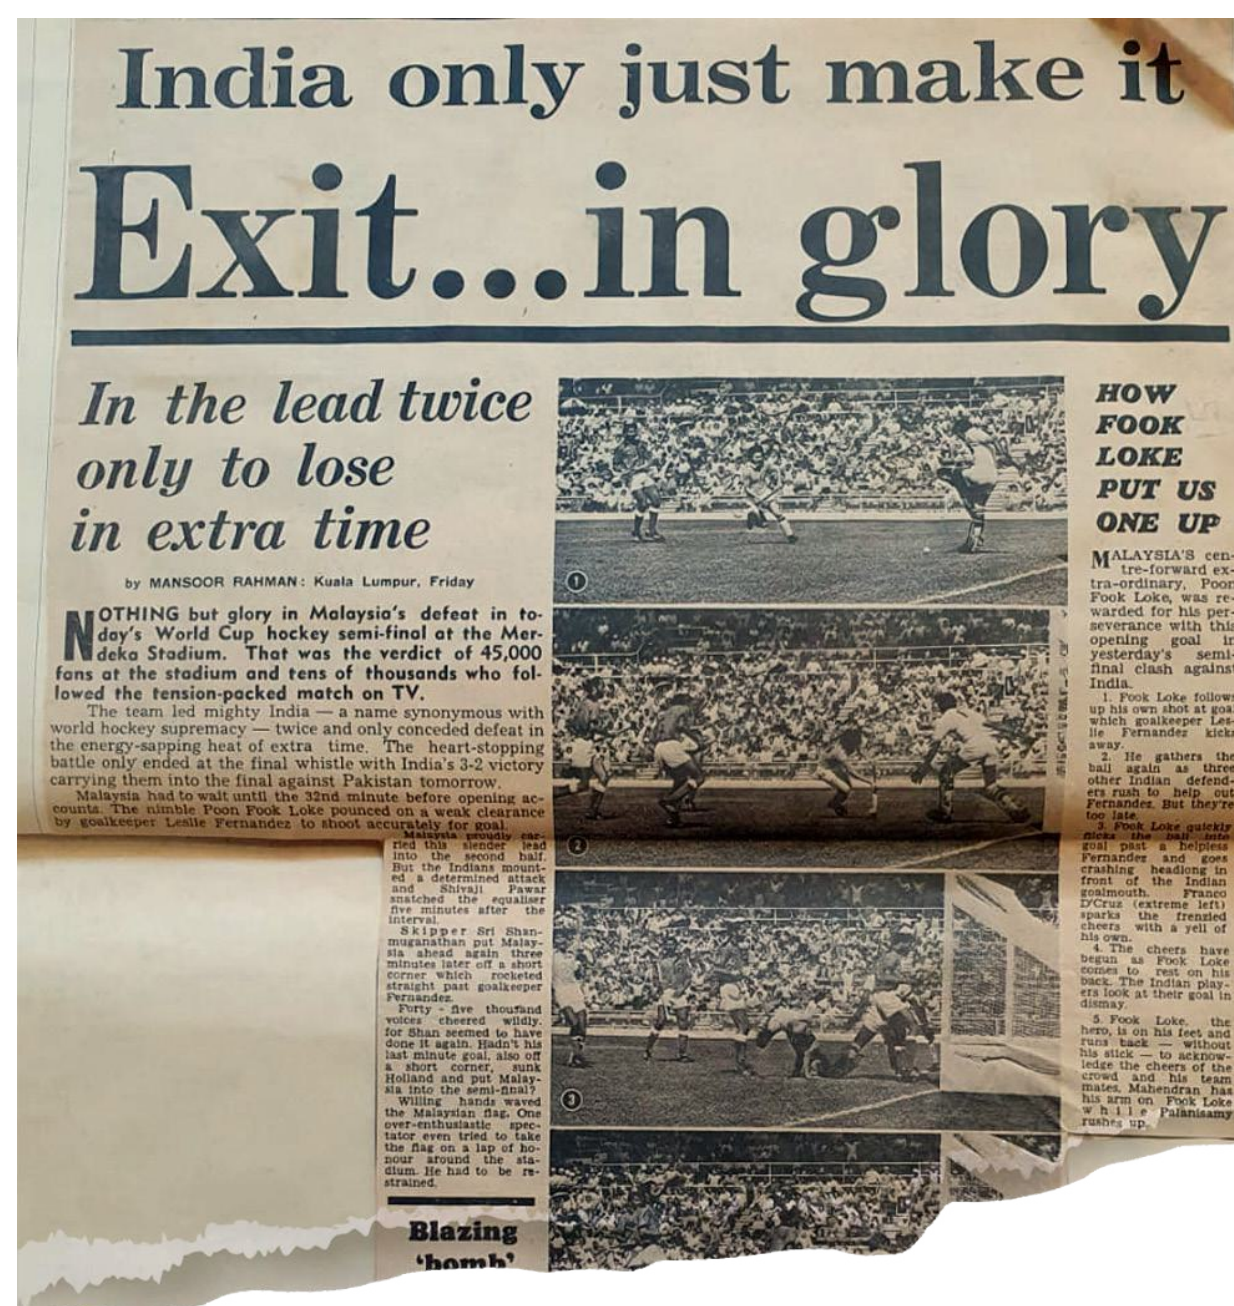 India only just make it
Exit...in glory
In the lead twice
only to lose
in extra time
by MANSOOR RAHMAN: Kuala Lumpur, Friday
NOTHING but glory in Malaysia's defeat in to-
day's World Cup hockey semi-final at the Mer-
deka Stadium. That was the verdict of 45,000
fans at the stadium and tens of thousands who fol-
lowed the tension-packed match on TV.
The team led mighty India — a name synonymous with
world hockey supremacy — twice and only conceded defeat in
the energy-sapping heat of extra time. The heart-stopping
battle only ended at the final whistle with India's 3-2 victory
carrying them into the final against Pakistan tomorrow.
Malaysia had to wait until the 32nd minute before opening ac-
counts. The nimble Poon Fook Loke pounced on a weak clearance
by goalkeeper Leslie Fernandez to shoot accurately for goal.
Malaysia proudly car-
ried this slender lead
into the second half.
But the Indians mount-
ed a determined attack
and Shivaji Pawar
snatched the equaliser
five minutes after the
interval.
Skipper Sri Shan-
muganathan put Malay-
sia ahead again three
minutes later off a short
corner which rocketed
straight past goalkeeper
Fernandez.
Forty-five thousand
voices cheered wildly.
for Shan seemed to have
done it again. Hadn't his
last minute goal, also off
a short corner, sunk
Holland and put Malay-
sia into the semi-final?
Willing hands waved
the Malaysian flag. One
over-enthusiastic spec-
tator even tried to take
the flag on a lap of ho-
nour around the sta-
dium. He had to be re-
strained.
Blazing
'bomb'
1
2
3
HOW
FOOK
LOKE
PUT US
ONE UP
MALAYSIA'S cen-
tre-forward ex-
tra-ordinary, Poon
Fook Loke, was re-
warded for his per-
severance with this
opening goal in
yesterday's semi-
final clash against
India.
1. Fook Loke follows
up his own shot at goal
which goalkeeper Les-
lie Fernandez kicks
away.
2. He gathers the
ball again as three
other Indian defend-
ers rush to help out
Fernandez. But they're
too late.
3. Fook Loke quickly
flicks the ball into
goal past a helpless
Fernandez and goes
crashing headlong in
front of the Indian
goalmouth. Franco
D'Cruz (extreme left)
sparks the frenzied
cheers with a yell of
his own.
4. The cheers have
begun as Fook Loke
comes to rest on his
back. The Indian play-
ers look at their goal in
dismay.
5. Fook Loke, the
hero, is on his feet and
runs back — without
his stick — to acknow-
ledge the cheers of the
crowd and his team
mates. Mahendran has
his arm on Fook Loke
while Palanisamy
rushes up.